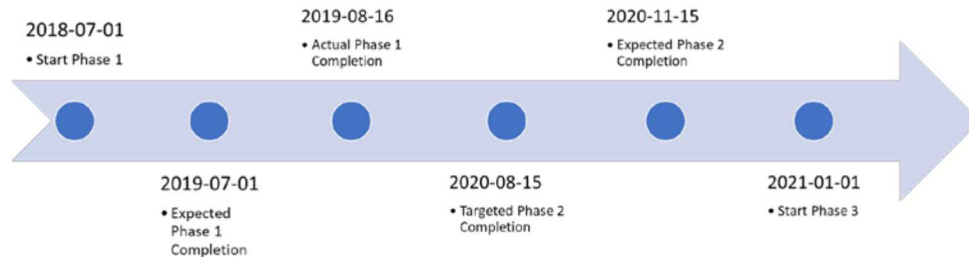 2018-07-01
• Start Phase 1
2019-07-01
• Expected
Phase 1
Completion
2019-08-16
• Actual Phase 1
Completion
2020-08-15
• Targeted Phase 2
Completion
2020-11-15
• Expected Phase 2
Completion
2021-01-01
• Start Phase 3